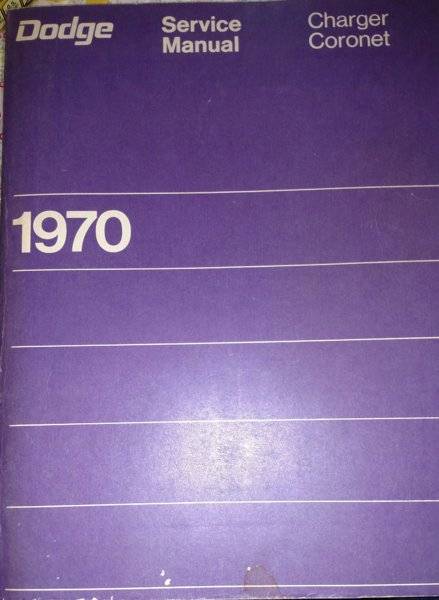 Dodge
Service
Manual
Charger
Coronet
1970